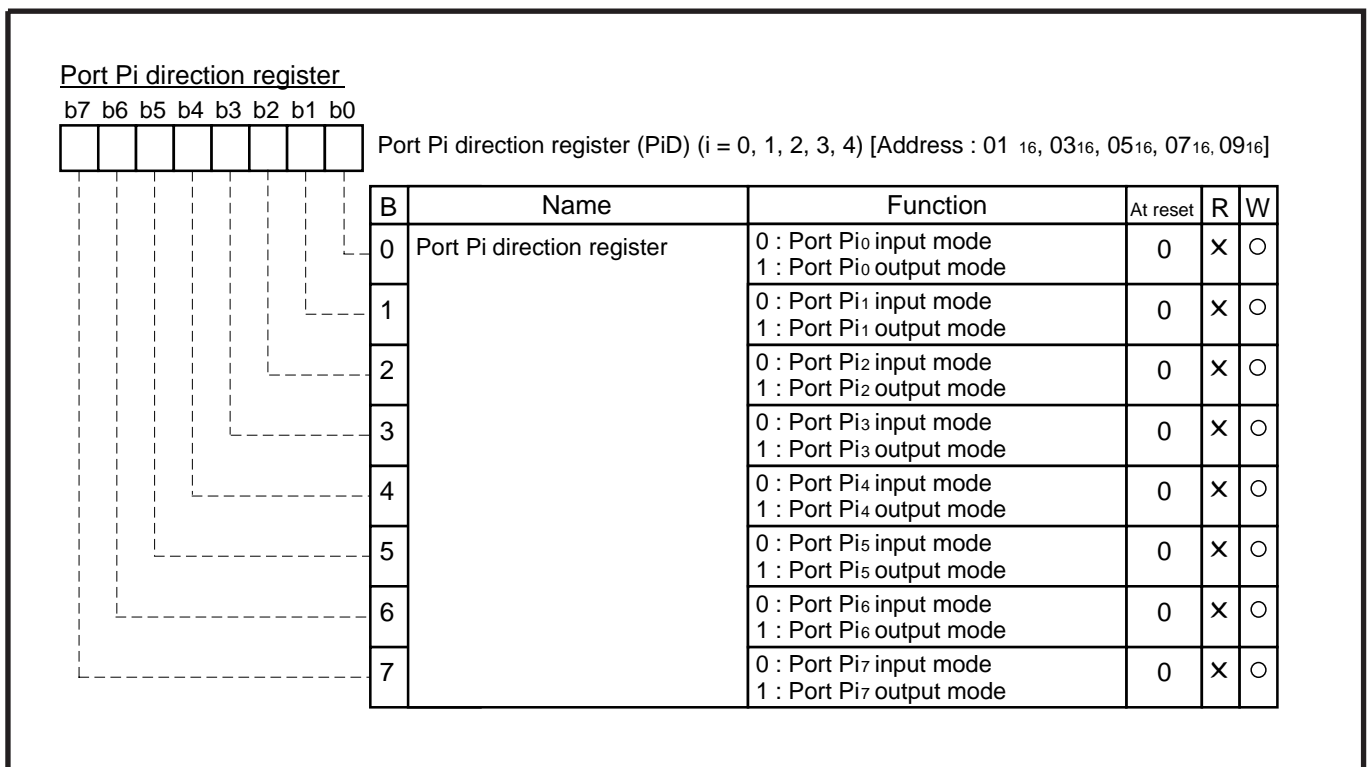 Port Pi direction register
b7 b6 b5 b4 b3 b2 b1 b0
Port Pi direction register (PiD) (i = 0, 1, 2, 3, 4) [Address : 01 16, 0316, 0516, 0716, 0916]
B Name Function At reset R W
0 Port Pi direction register 0 : Port Pi0 input mode 0 × ○
1 : Port Pi0 output mode
1 0 : Port Pi1 input mode 0 × ○
1 : Port Pi1 output mode
2 0 : Port Pi2 input mode 0 × ○
1 : Port Pi2 output mode
3 0 : Port Pi3 input mode 0 × ○
1 : Port Pi3 output mode
4 0 : Port Pi4 input mode 0 × ○
1 : Port Pi4 output mode
5 0 : Port Pi5 input mode 0 × ○
1 : Port Pi5 output mode
6 0 : Port Pi6 input mode 0 × ○
1 : Port Pi6 output mode
7 0 : Port Pi7 input mode 0 × ○
1 : Port Pi7 output mode